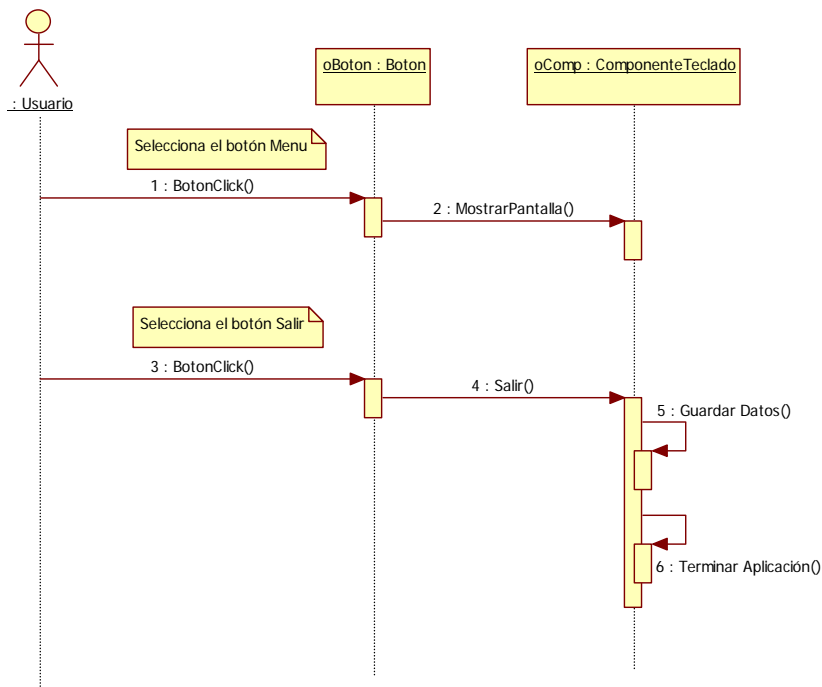 oBoton : Boton
oComp : ComponenteTeclado
: Usuario
Selecciona el botón Menu
1 : BotonClick()
2 : MostrarPantalla()
Selecciona el botón Salir
3 : BotonClick()
4 : Salir()
5 : Guardar Datos()
6 : Terminar Aplicación()